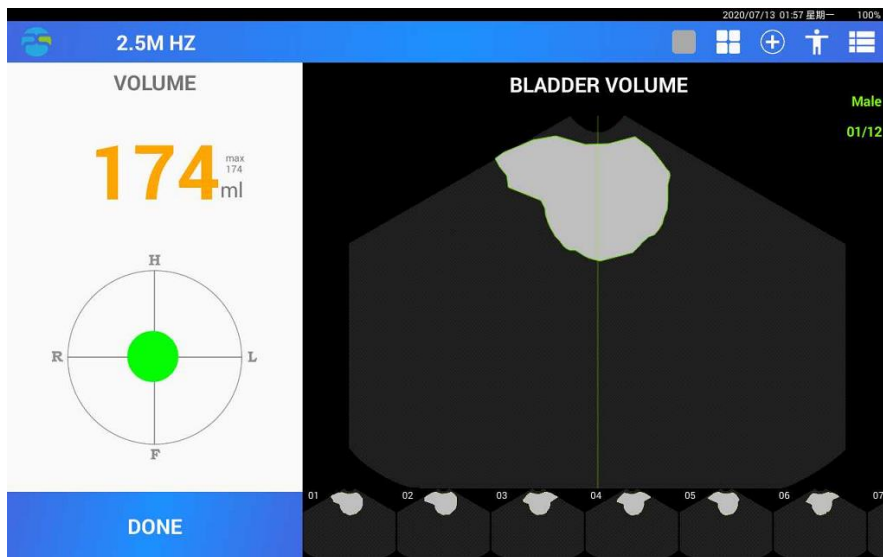 2020/07/13 01:57 星期一 100%
2.5M HZ
VOLUME
174
max
174
ml
H
R
L
F
DONE
BLADDER VOLUME
Male
01/12
01 02 03 04 05 06 07